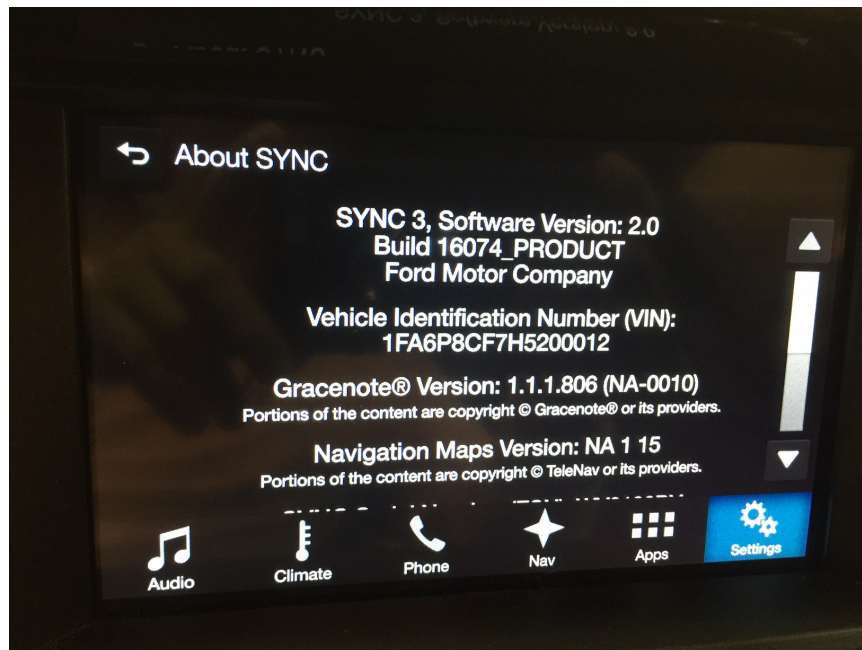 About SYNC
SYNC 3, Software Version: 2.0
Build 16074_PRODUCT
Ford Motor Company
Vehicle Identification Number (VIN):
1FA6P8CF7H5200012
Gracenote® Version: 1.1.1.806 (NA-0010)
Portions of the content are copyright © Gracenote® or its providers.
Navigation Maps Version: NA 1 15
Portions of the content are copyright © TeleNav or its providers.
Audio
Climate
Phone
Nav
Apps
Settings